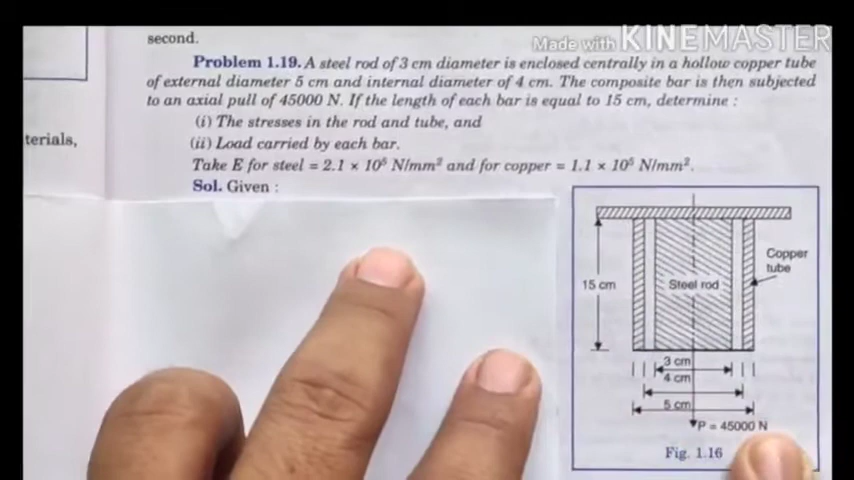 second.
Made with KINEMASTER
Problem 1.19. A steel rod of 3 cm diameter is enclosed centrally in a hollow copper tube
of external diameter 5 cm and internal diameter of 4 cm. The composite bar is then subjected
to an axial pull of 45000 N. If the length of each bar is equal to 15 cm, determine :
(i) The stresses in the rod and tube, and
terials,
(ii) Load carried by each bar.
Take E for steel = 2.1 × 10⁵ N/mm² and for copper = 1.1 × 10⁵ N/mm².
Sol. Given :
Copper
tube
15 cm
Steel rod
3 cm
4 cm
5 cm
P = 45000 N
Fig. 1.16